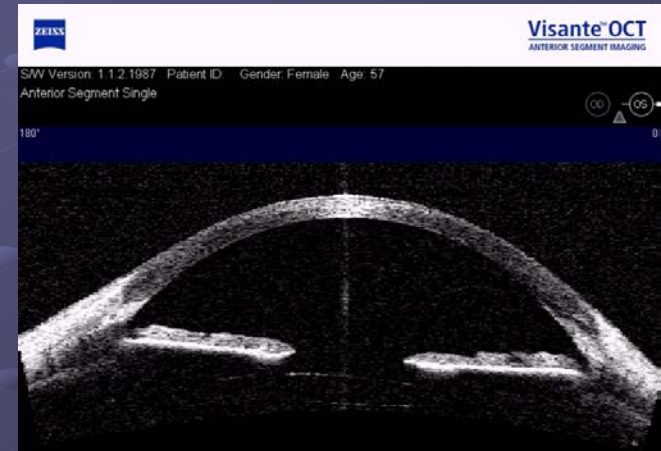 ZEISS
Visante™ OCT
ANTERIOR SEGMENT IMAGING
S/W Version: 1.1.2.1987 Patient ID: Gender: Female Age: 57
Anterior Segment Single
OD OS
180° 0